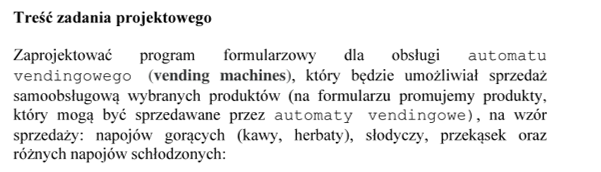 Treść zadania projektowego
Zaprojektować program formularzowy dla obsługi automatu
vendingowego (vending machines), który będzie umożliwiał sprzedaż
samoobsługową wybranych produktów (na formularzu promujemy produkty,
który mogą być sprzedawane przez automaty vendingowe), na wzór
sprzedaży: napojów gorących (kawy, herbaty), słodyczy, przekąsek oraz
różnych napojów schłodzonych: